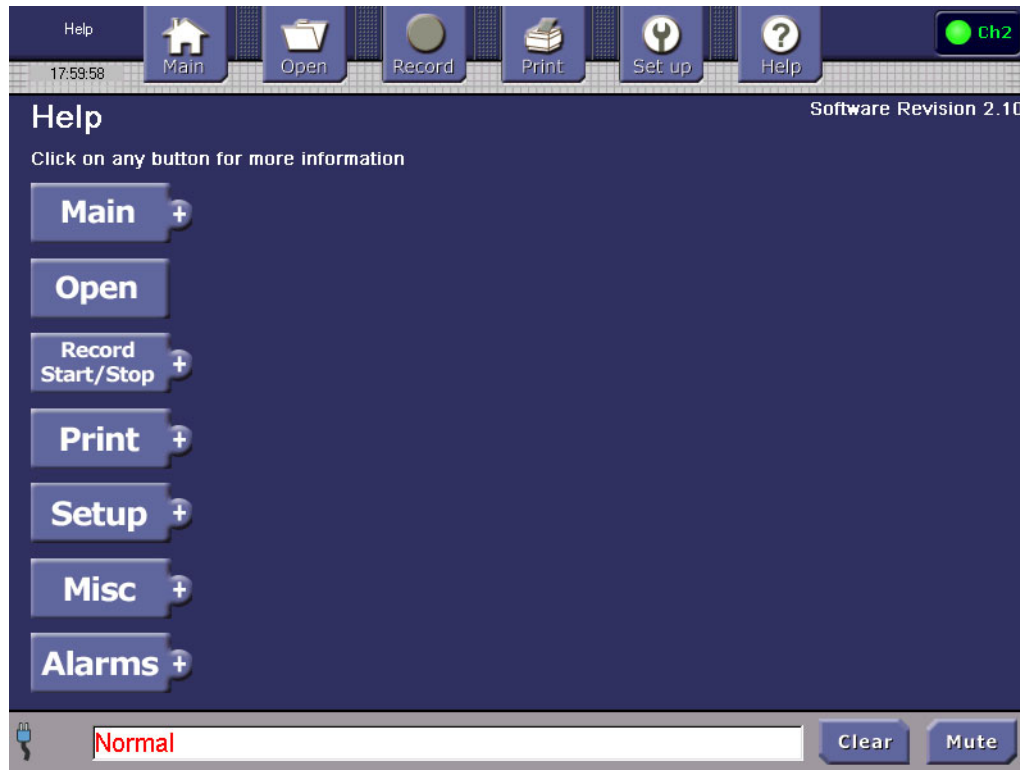 Help
17:59:58
Main
Open
Record
Print
Set up
Help
Ch2
Help
Software Revision 2.10
Click on any button for more information
Main +
Open
Record
Start/Stop +
Print +
Setup +
Misc +
Alarms +
Normal
Clear
Mute